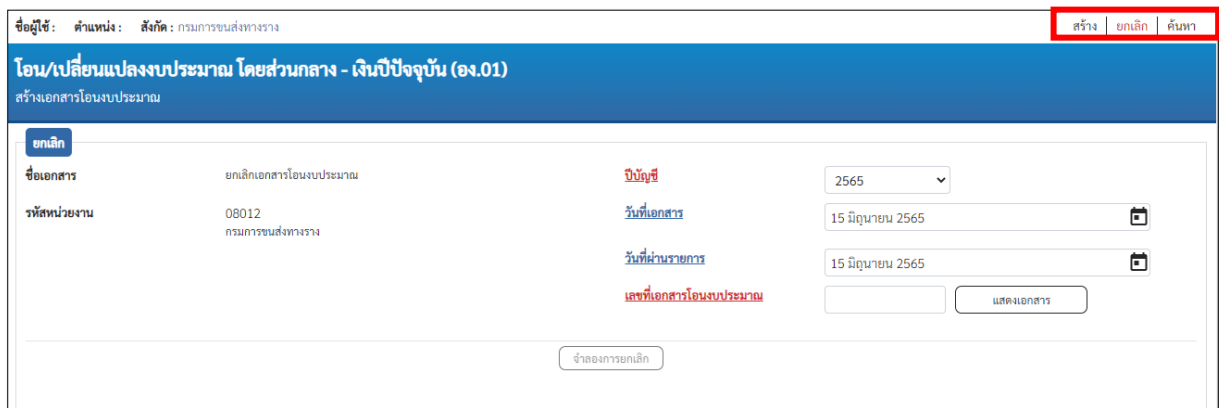 ชื่อผู้ใช้ : ตำแหน่ง : สังกัด : กรมการขนส่งทางราง สร้าง ยกเลิก ค้นหา
โอน/เปลี่ยนแปลงงบประมาณ โดยส่วนกลาง - เงินปีปัจจุบัน (อง.01)
สร้างเอกสารโอนงบประมาณ
ยกเลิก
ชื่อเอกสาร ยกเลิกเอกสารโอนงบประมาณ ปีบัญชี 2565
รหัสหน่วยงาน 08012 วันที่เอกสาร 15 มิถุนายน 2565
กรมการขนส่งทางราง
วันที่ผ่านรายการ 15 มิถุนายน 2565
เลขที่เอกสารโอนงบประมาณ แสดงเอกสาร
จำลองการยกเลิก